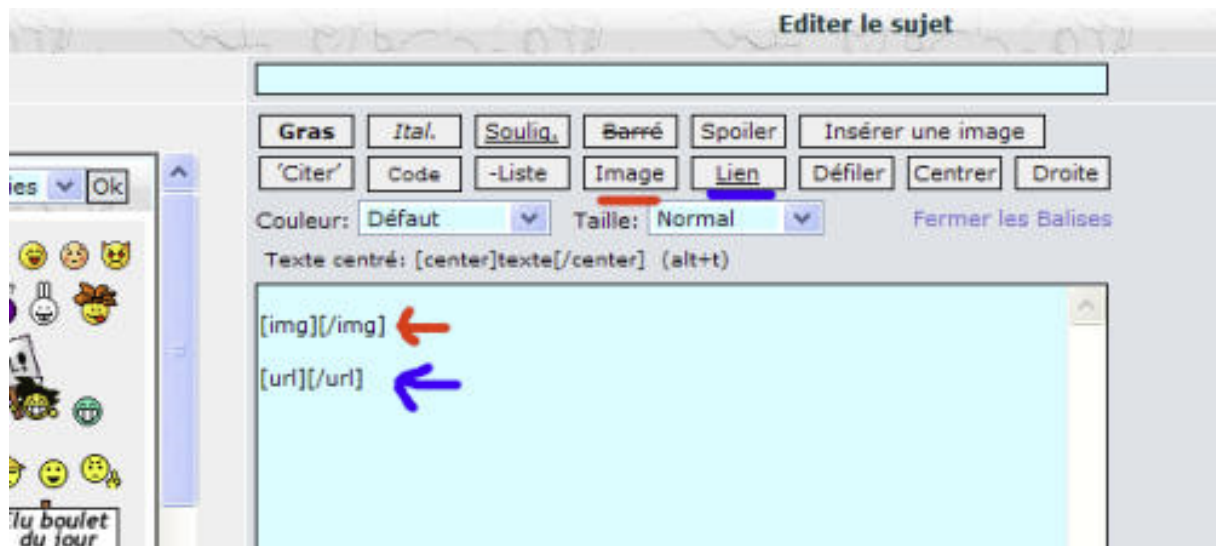 Editer le sujet
Gras Ital. Soulig. Barré Spoiler Insérer une image
'Citer' Code -Liste Image Lien Défiler Centrer Droite
ies Ok
Couleur: Défaut Taille: Normal Fermer les Balises
Texte centré: [center]texte[/center] (alt+t)
[img][/img]
[url][/url]
lu boulet
du jour